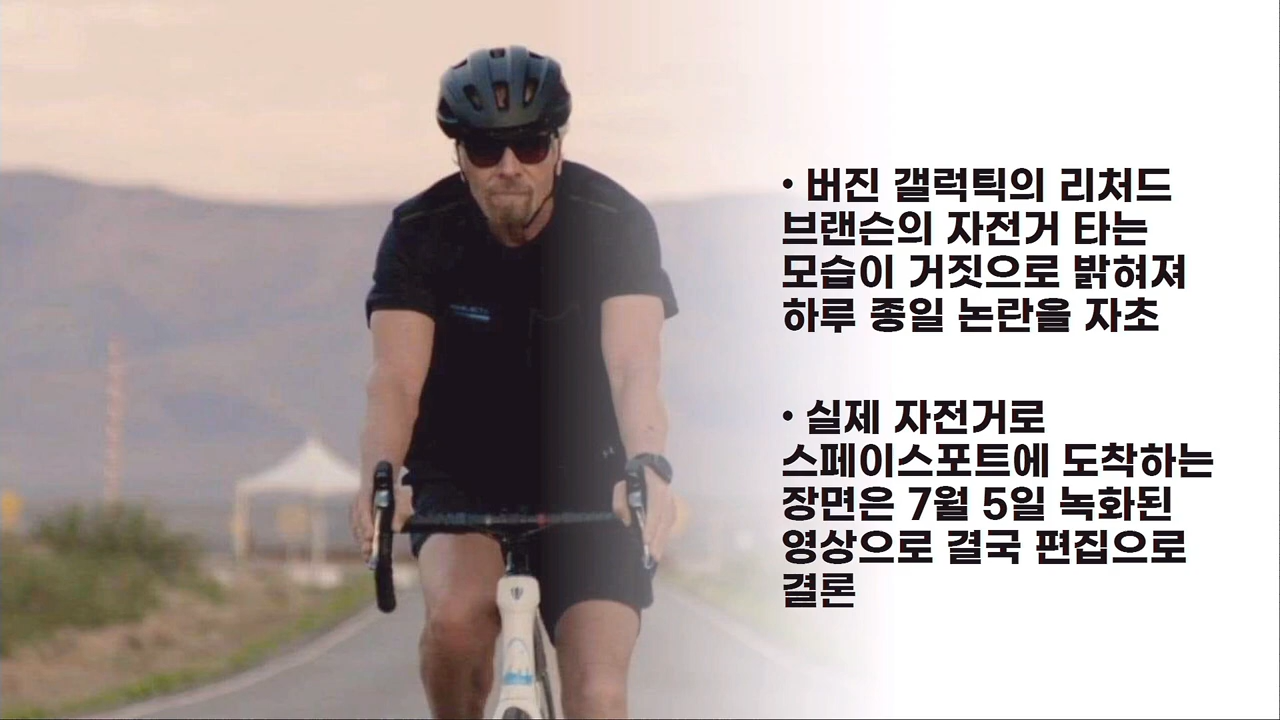 • 버진 갤럭틱의 리처드
브랜슨의 자전거 타는
모습이 거짓으로 밝혀져
하루 종일 논란을 자초
• 실제 자전거로
스페이스포트에 도착하는
장면은 7월 5일 녹화된
영상으로 결국 편집으로
결론